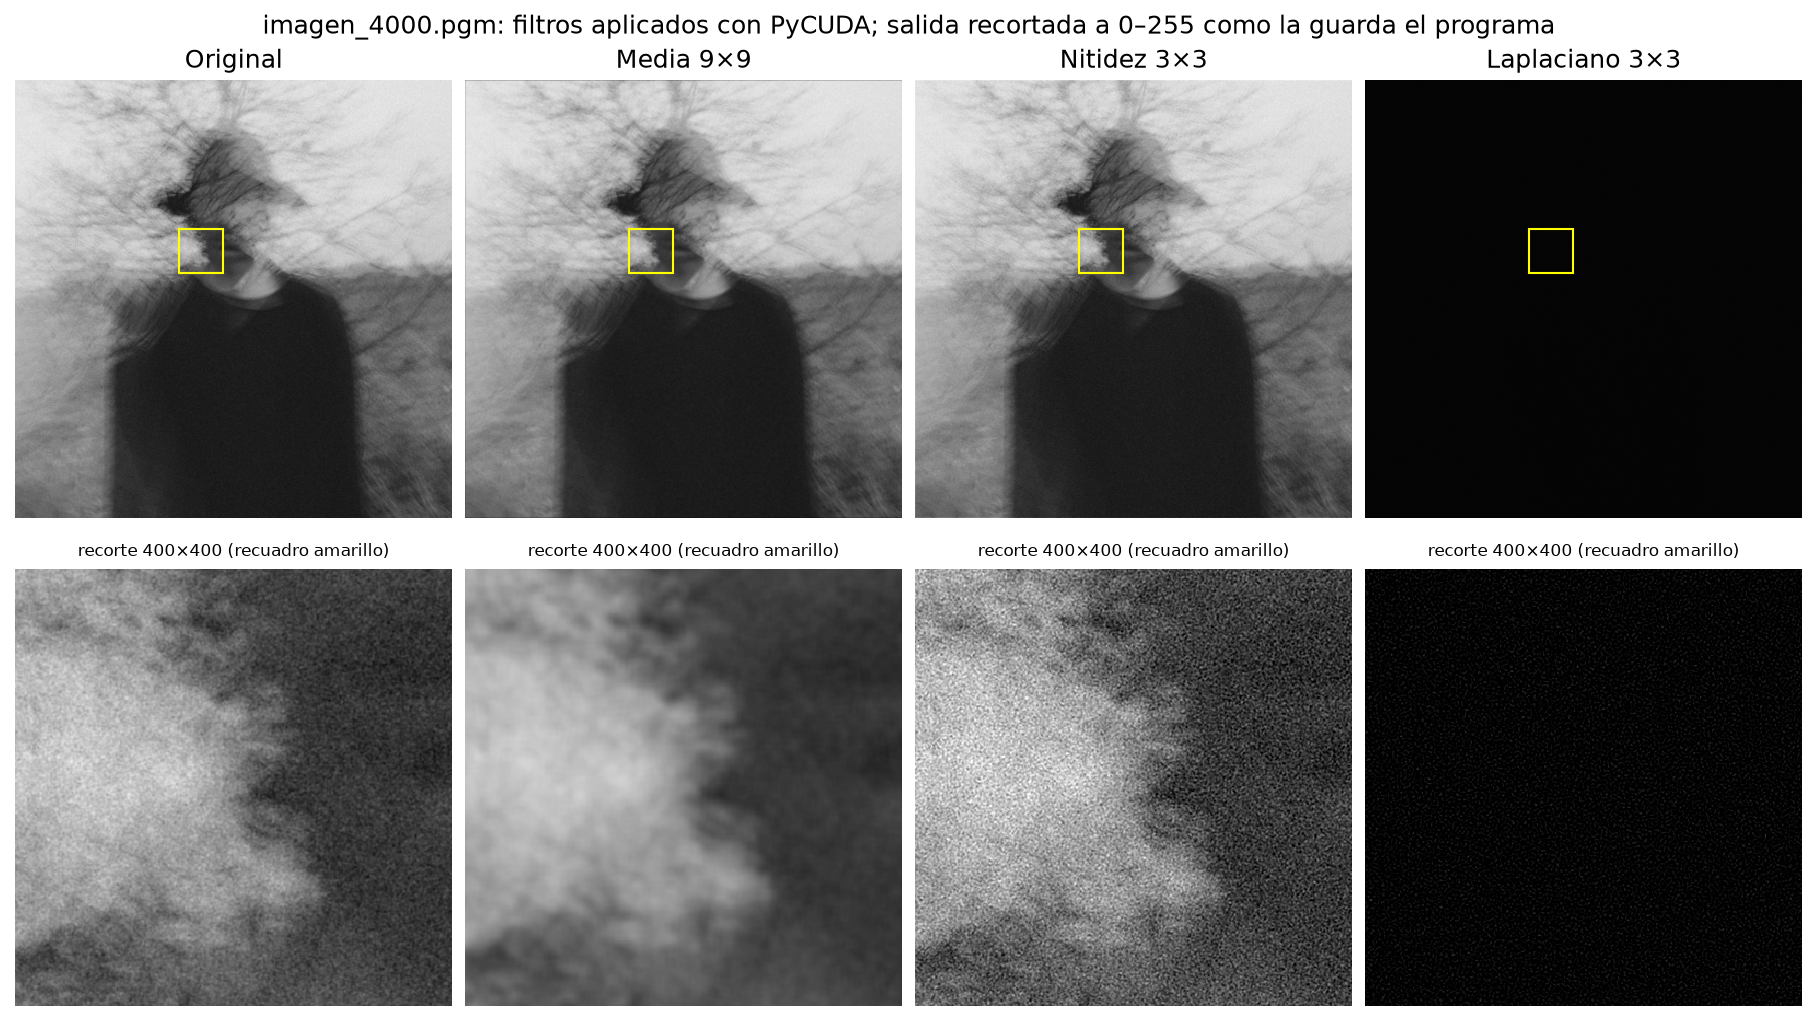 imagen_4000.pgm: filtros aplicados con PyCUDA; salida recortada a 0–255 como la guarda el programa
Original
Media 9×9
Nitidez 3×3
Laplaciano 3×3
recorte 400×400 (recuadro amarillo)
recorte 400×400 (recuadro amarillo)
recorte 400×400 (recuadro amarillo)
recorte 400×400 (recuadro amarillo)